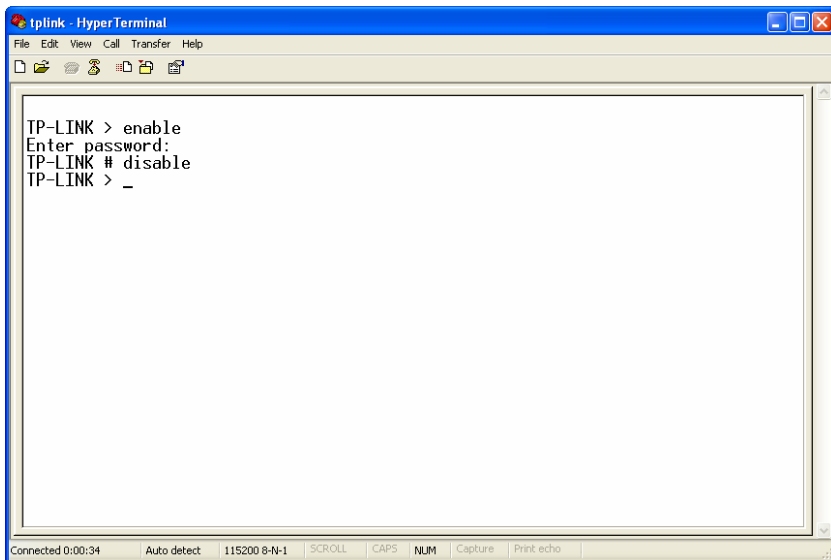 tplink - HyperTerminal
File Edit View Call Transfer Help
TP-LINK > enable
Enter password:
TP-LINK # disable
TP-LINK > _
Connected 0:00:34 Auto detect 115200 8-N-1 SCROLL CAPS NUM Capture Print echo